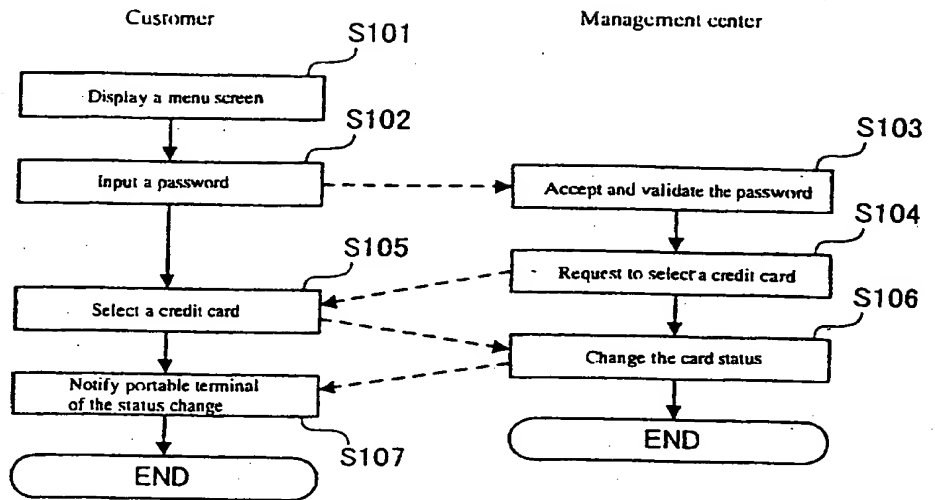 Customer
Management center
S101
Display a menu screen
S102
Input a password
S103
Accept and validate the password
S104
Request to select a credit card
S105
Select a credit card
S106
Change the card status
Notify portable terminal
of the status change
S107
END
END